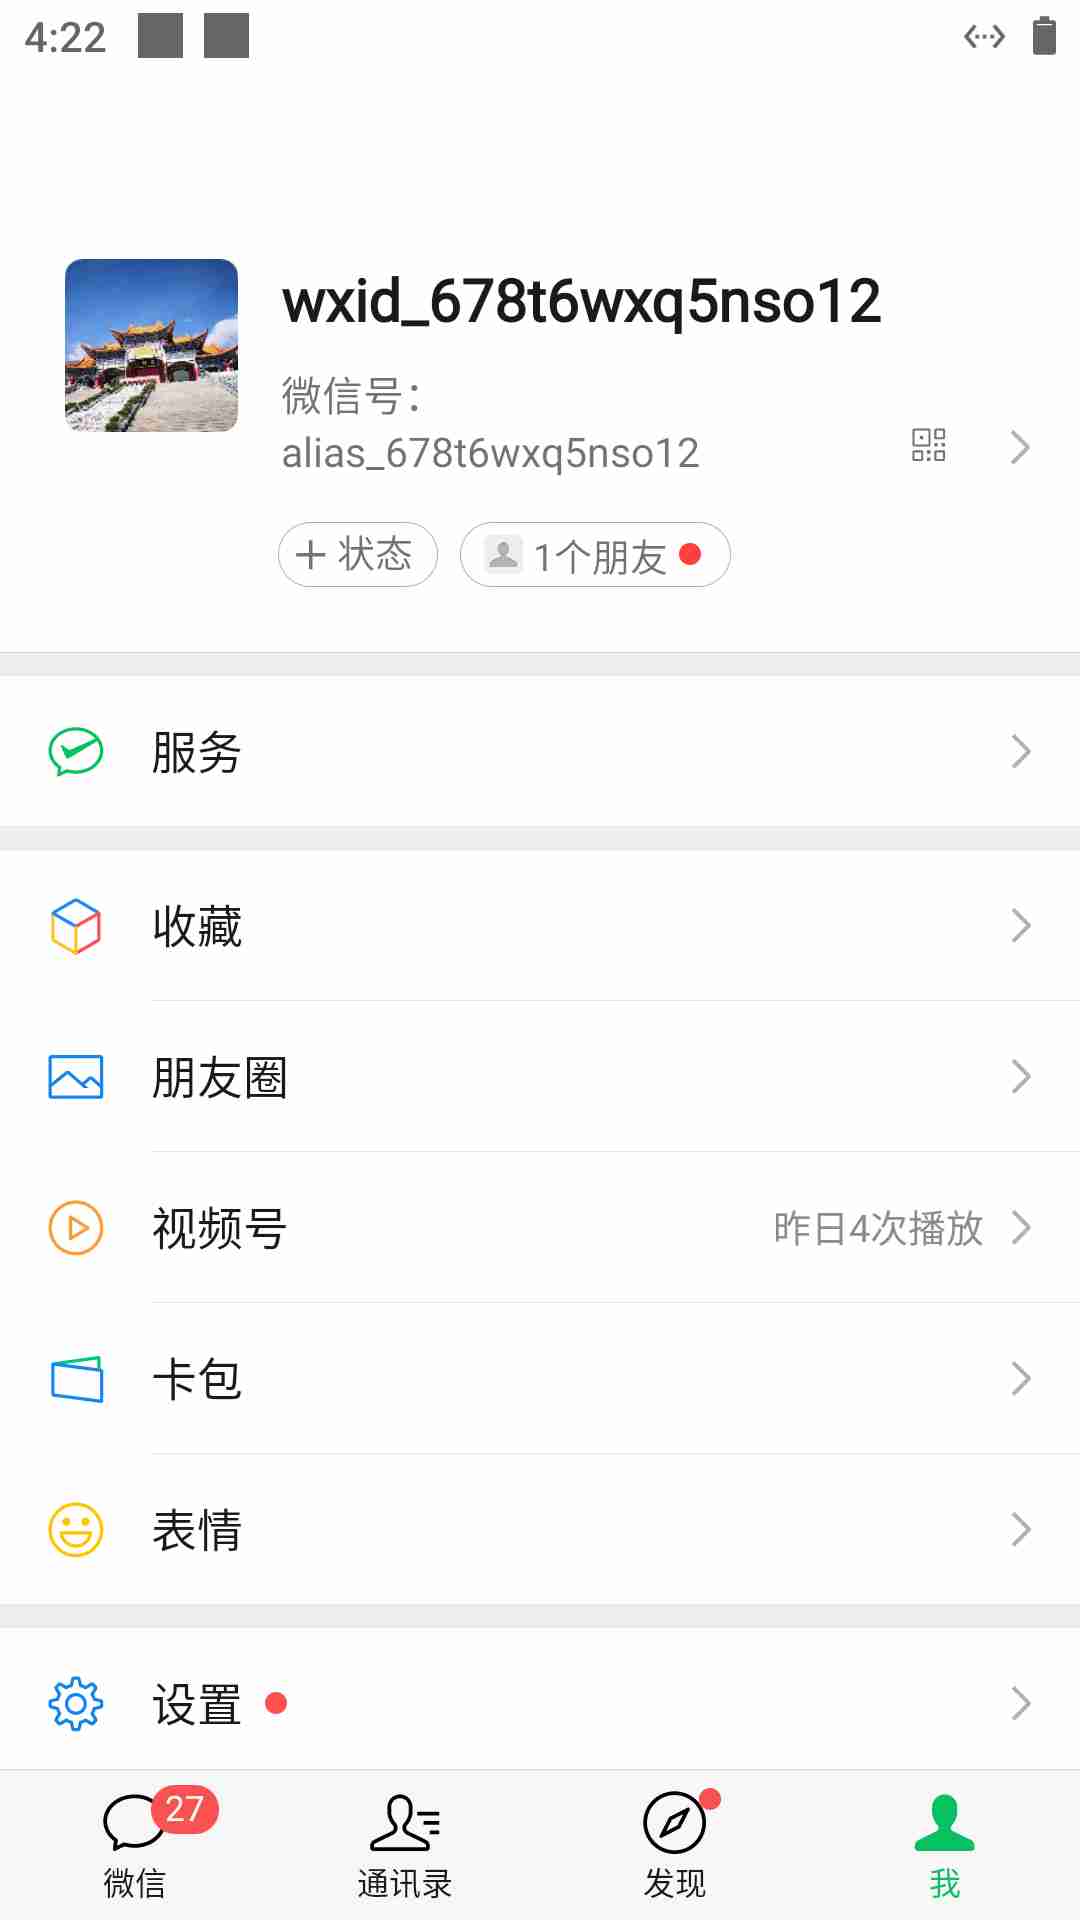 4:22
wxid_678t6wxq5nso12
微信号:
alias_678t6wxq5nso12
状态
1个朋友
服务
收藏
朋友圈
视频号
昨日4次播放
卡包
表情
设置
27
微信
通讯录
发现
我